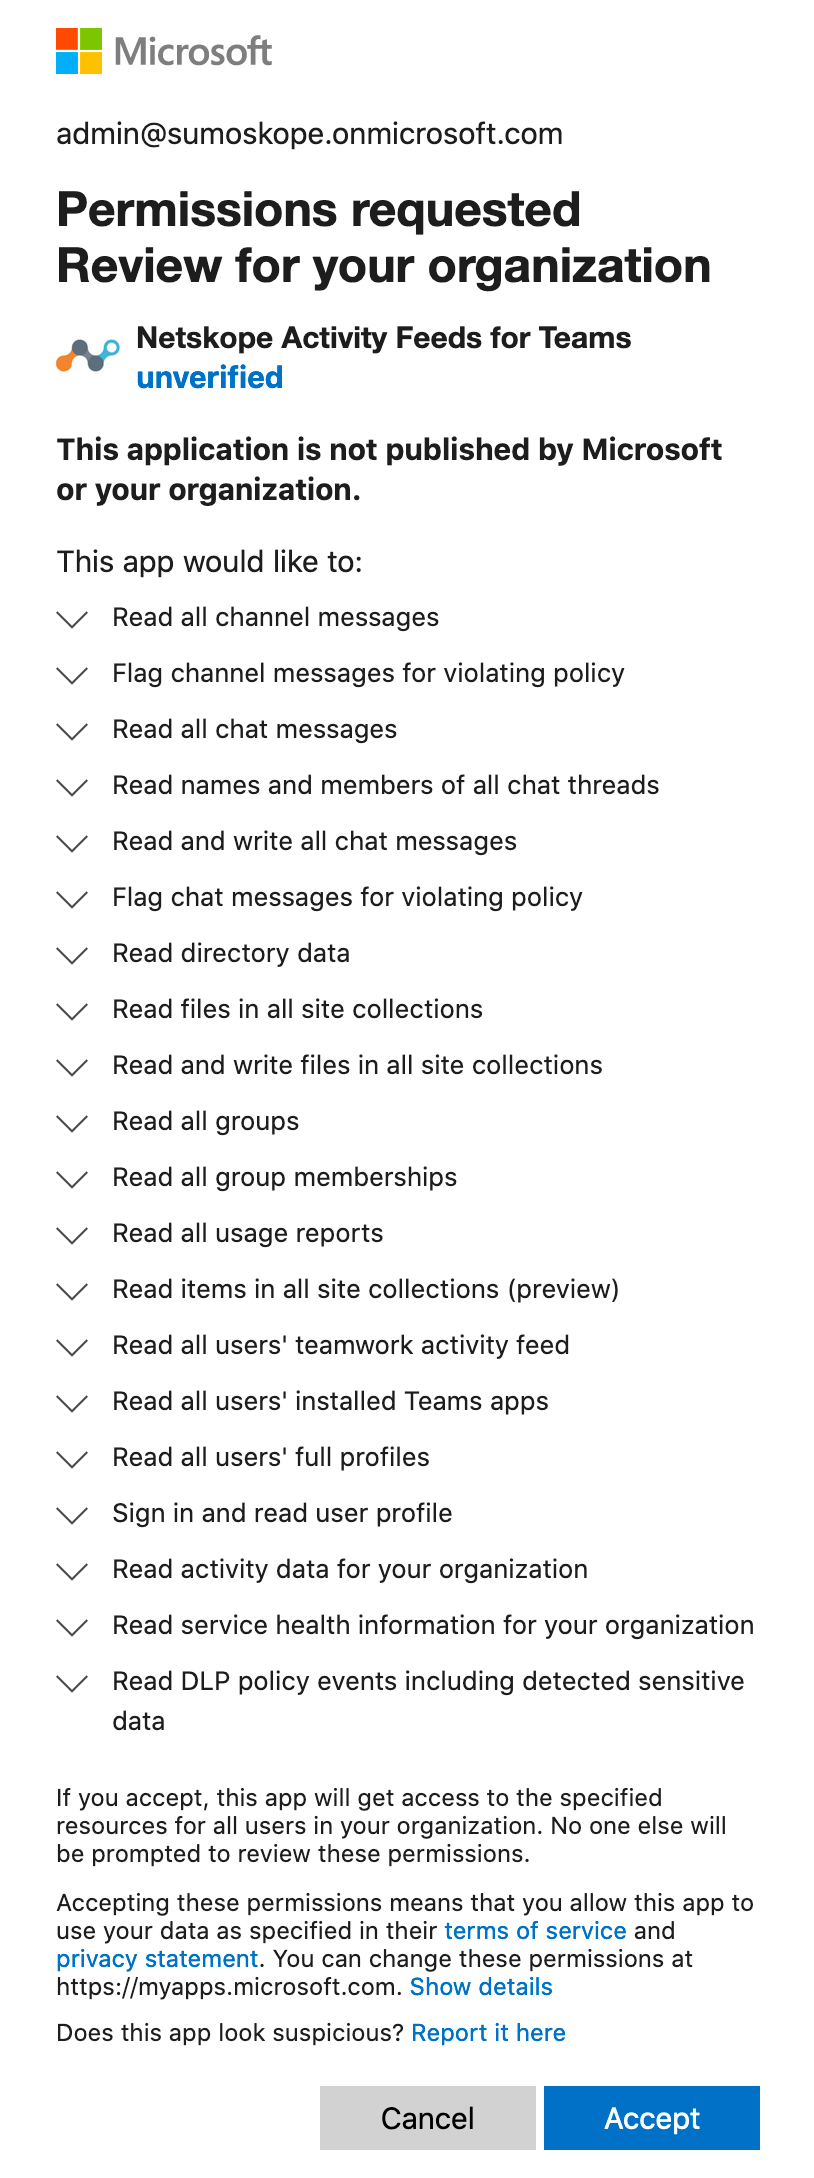 Microsoft
admin@sumoskope.onmicrosoft.com
Permissions requested
Review for your organization
Netskope Activity Feeds for Teams
unverified
This application is not published by Microsoft
or your organization.
This app would like to:
Read all channel messages
Flag channel messages for violating policy
Read all chat messages
Read names and members of all chat threads
Read and write all chat messages
Flag chat messages for violating policy
Read directory data
Read files in all site collections
Read and write files in all site collections
Read all groups
Read all group memberships
Read all usage reports
Read items in all site collections (preview)
Read all users' teamwork activity feed
Read all users' installed Teams apps
Read all users' full profiles
Sign in and read user profile
Read activity data for your organization
Read service health information for your organization
Read DLP policy events including detected sensitive
data
If you accept, this app will get access to the specified
resources for all users in your organization. No one else will
be prompted to review these permissions.
Accepting these permissions means that you allow this app to
use your data as specified in their terms of service and
privacy statement. You can change these permissions at
https://myapps.microsoft.com. Show details
Does this app look suspicious? Report it here
Cancel Accept